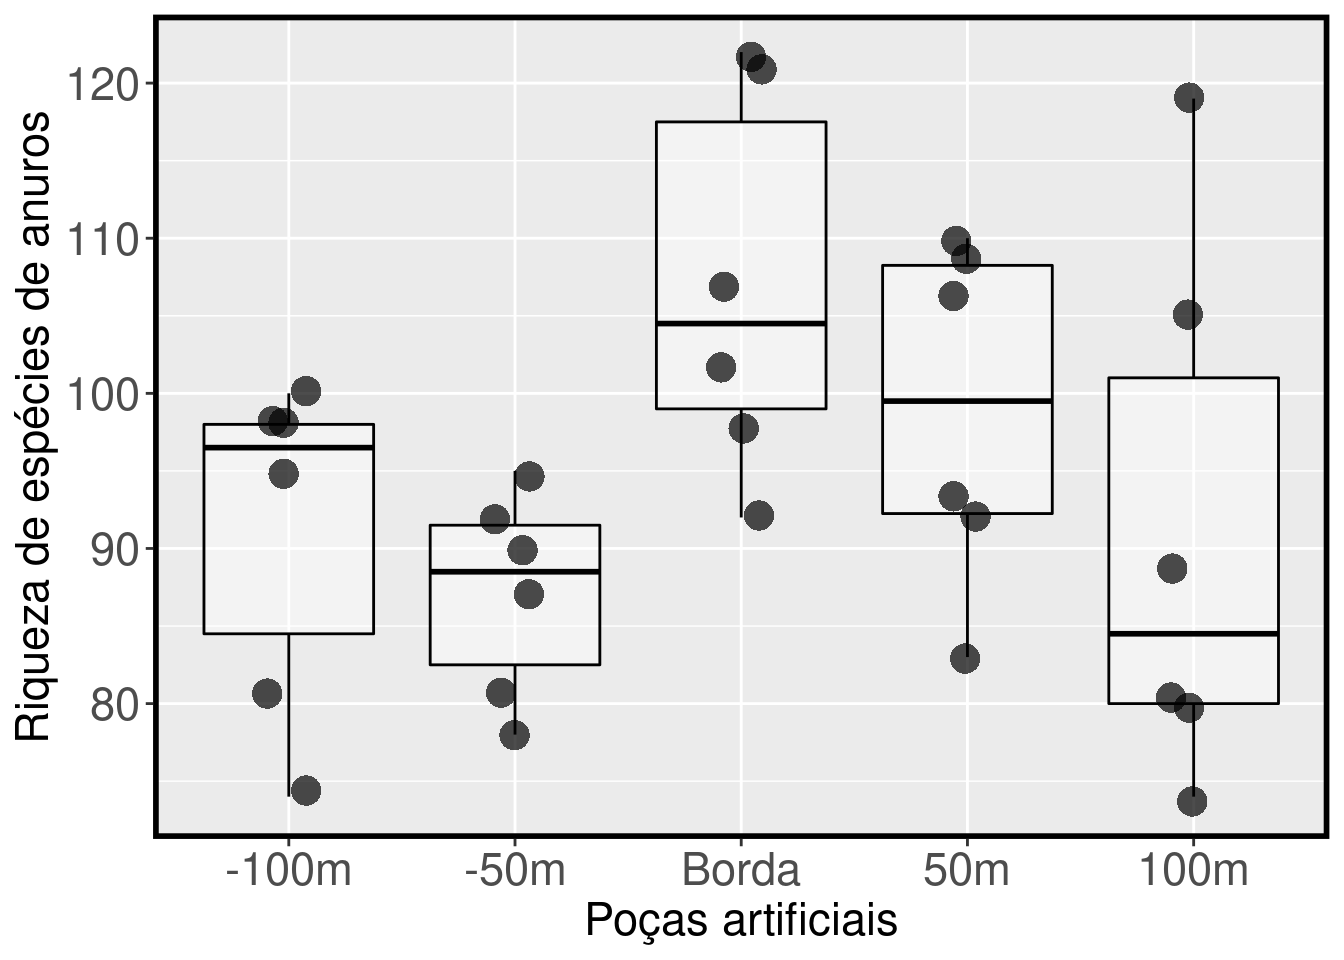 Riqueza de espécies de anuros
120
110
100
90
80
-100m
-50m
Borda
50m
100m
Poças artificiais